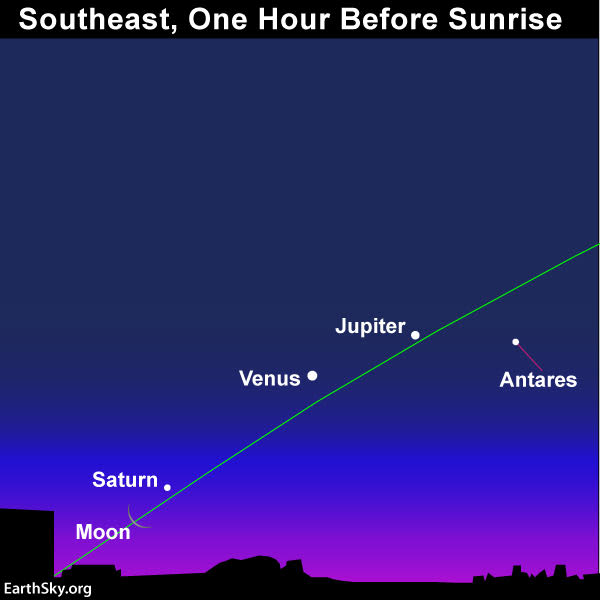 Southeast, One Hour Before Sunrise
Jupiter
Venus
Antares
Saturn
Moon
EarthSky.org